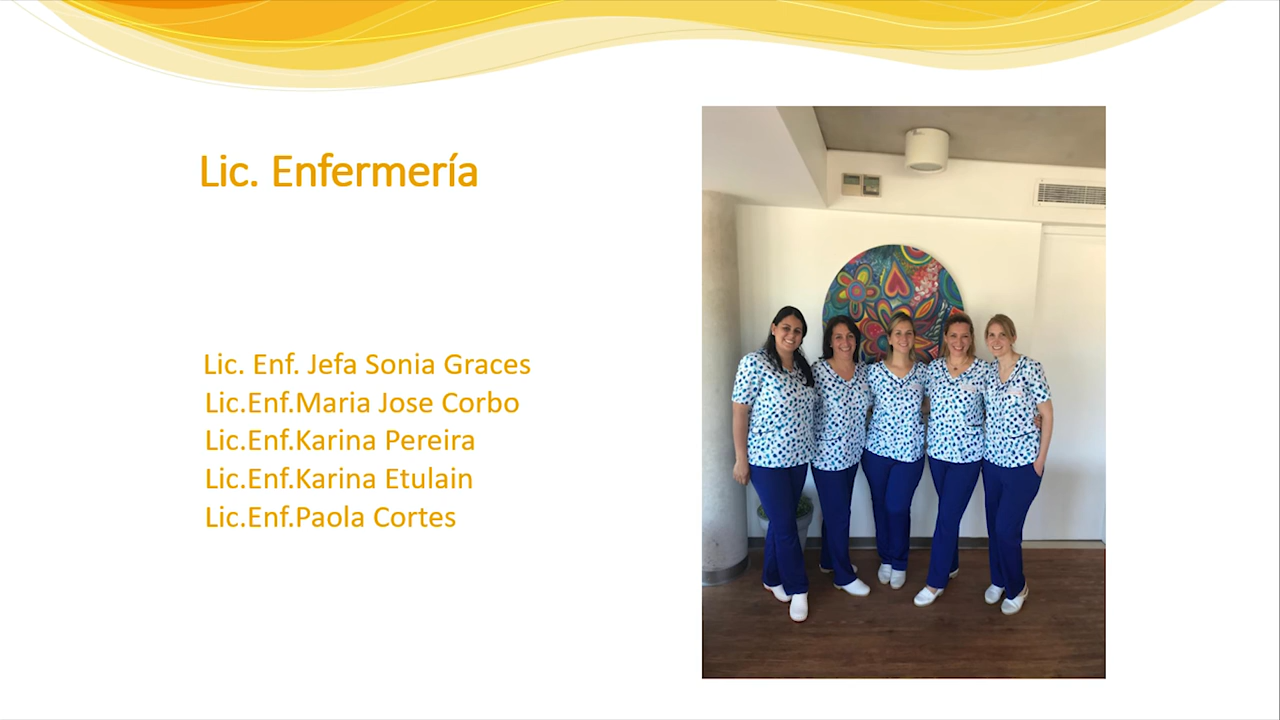 Lic. Enfermería
Lic. Enf. Jefa Sonia Graces
Lic.Enf.Maria Jose Corbo
Lic.Enf.Karina Pereira
Lic.Enf.Karina Etulain
Lic.Enf.Paola Cortes